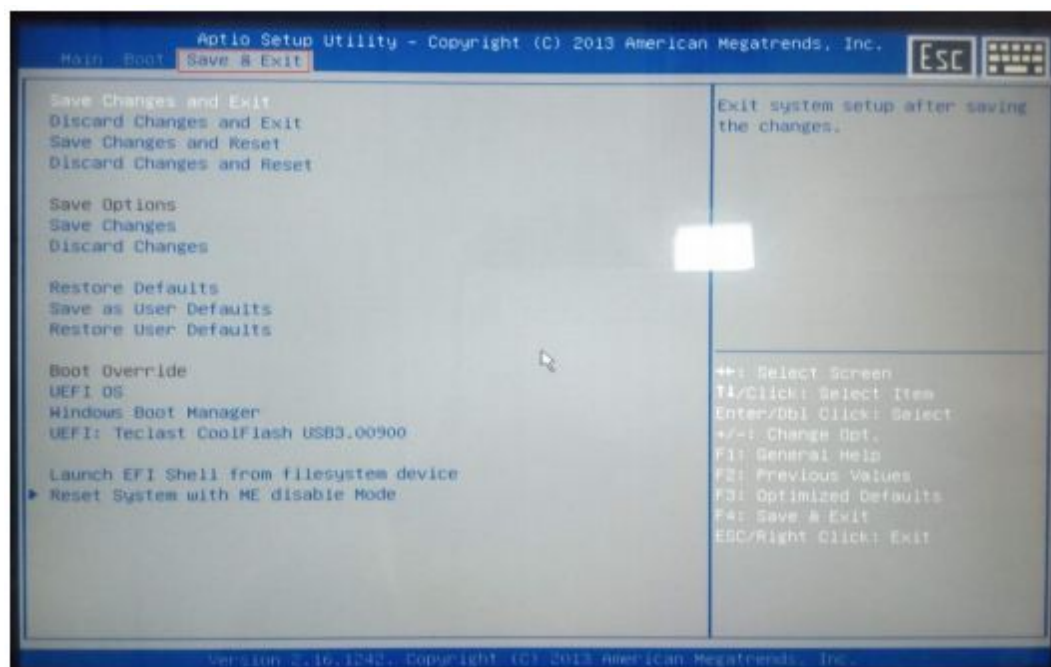 Aptio Setup Utility - Copyright (C) 2013 American Megatrends, Inc.
Main Boot Save & Exit
Esc
Save Changes and Exit
Discard Changes and Exit
Save Changes and Reset
Discard Changes and Reset
Save Options
Save Changes
Discard Changes
Restore Defaults
Save as User Defaults
Restore User Defaults
Boot Override
UEFI OS
Windows Boot Manager
UEFI: Teclast CoolFlash USB3.00900
Launch EFI Shell from filesystem device
Reset System with ME disable Mode
Exit system setup after saving
the changes.
: Select Screen
↑↓/Click: Select Item
Enter/Dbl Click: Select
+/-: Change Opt.
F1: General Help
F2: Previous Values
F3: Optimized Defaults
F4: Save & Exit
ESC/Right Click: Exit
Version 2.16.1242. Copyright (C) 2013 American Megatrends, Inc.